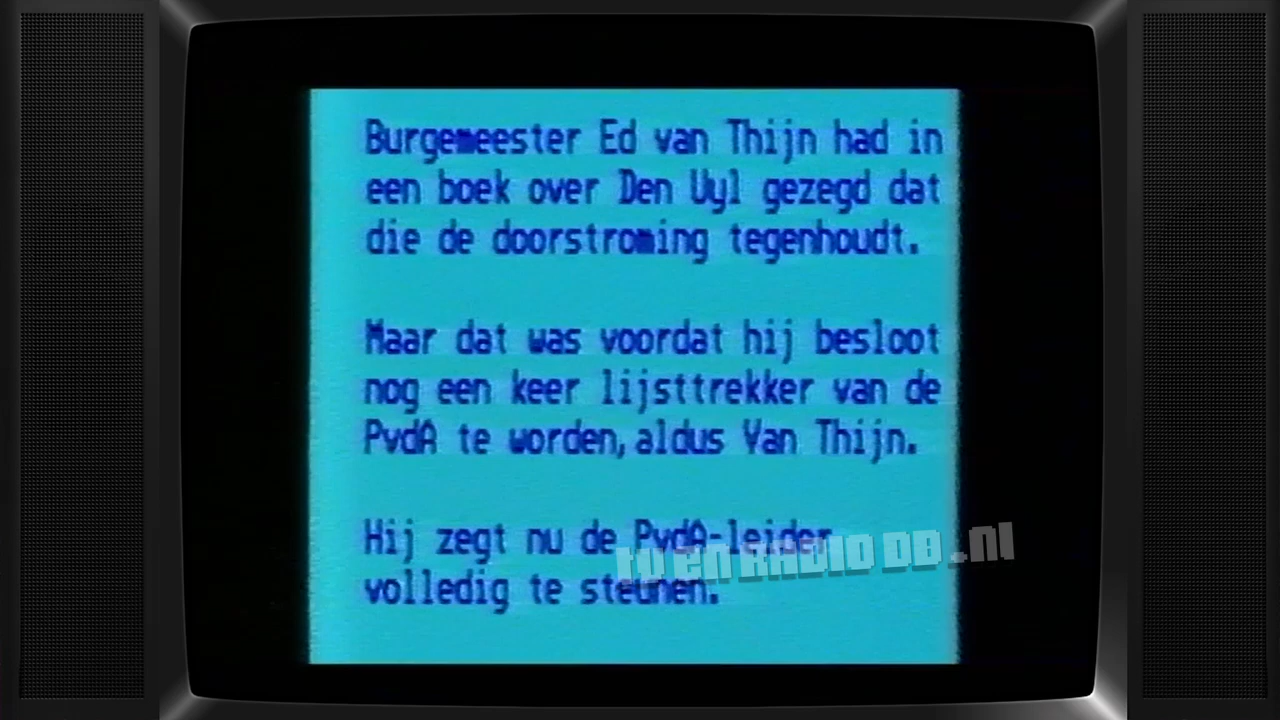 Burgemeester Ed van Thijn had in
een boek over Den Uyl gezegd dat
die de doorstroming tegenhoudt.
Maar dat was voordat hij besloot
nog een keer lijsttrekker van de
PvdA te worden, aldus Van Thijn.
Hij zegt nu de PvdA-leider
volledig te steunen.
TV EN RADIO DB.nl